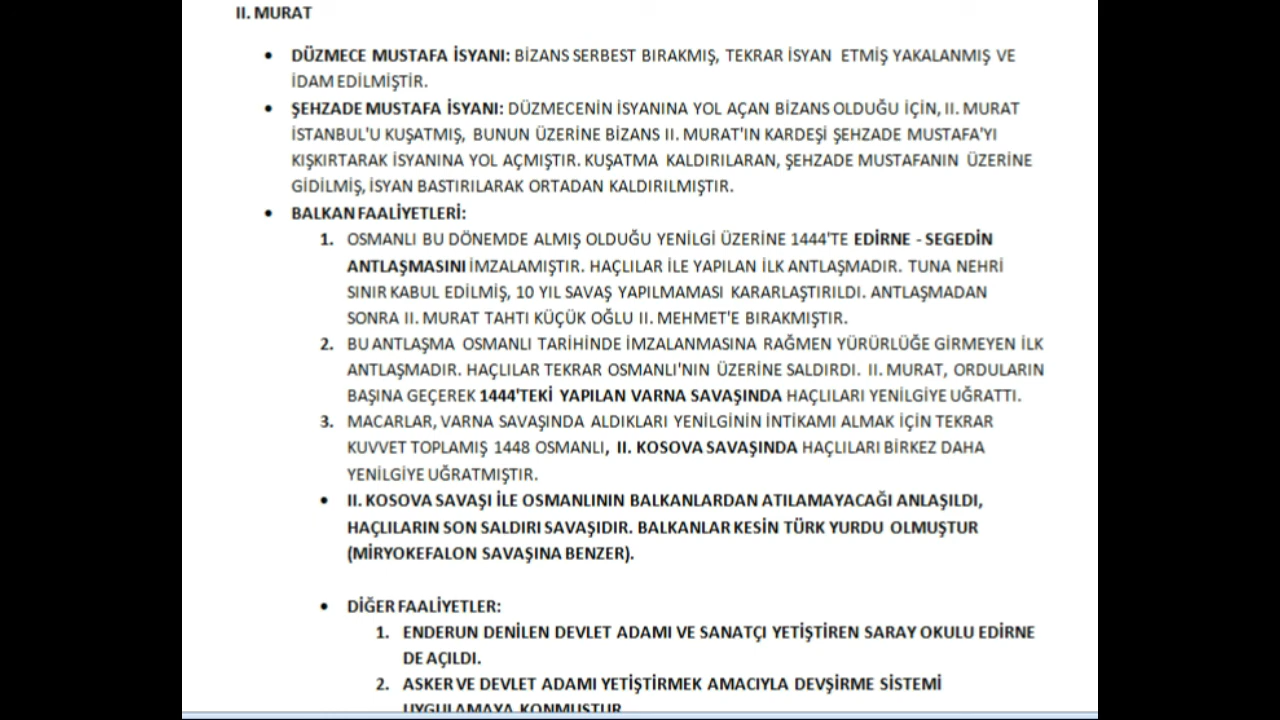 II. MURAT
• DÜZMECE MUSTAFA İSYANI: BİZANS SERBEST BIRAKMIŞ, TEKRAR İSYAN ETMİŞ YAKALANMIŞ VE
İDAM EDİLMİŞTİR.
• ŞEHZADE MUSTAFA İSYANI: DÜZMECENİN İSYANINA YOL AÇAN BİZANS OLDUĞU İÇİN, II. MURAT
İSTANBUL'U KUŞATMIŞ, BUNUN ÜZERİNE BİZANS II. MURAT'IN KARDEŞİ ŞEHZADE MUSTAFA'YI
KIŞKIRTARAK İSYANINA YOL AÇMIŞTIR. KUŞATMA KALDIRILARAN, ŞEHZADE MUSTAFANIN ÜZERİNE
GİDİLMİŞ, İSYAN BASTIRILARAK ORTADAN KALDIRILMIŞTIR.
• BALKAN FAALİYETLERİ:
1. OSMANLI BU DÖNEMDE ALMIŞ OLDUĞU YENİLGİ ÜZERİNE 1444'TE EDİRNE - SEGEDİN
ANTLAŞMASINI İMZALAMIŞTIR. HAÇLILAR İLE YAPILAN İLK ANTLAŞMADIR. TUNA NEHRİ
SINIR KABUL EDİLMİŞ, 10 YIL SAVAŞ YAPILMAMASI KARARLAŞTIRILDI. ANTLAŞMADAN
SONRA II. MURAT TAHTI KÜÇÜK OĞLU II. MEHMET'E BIRAKMIŞTIR.
2. BU ANTLAŞMA OSMANLI TARİHİNDE İMZALANMASINA RAĞMEN YÜRÜRLÜĞE GİRMEYEN İLK
ANTLAŞMADIR. HAÇLILAR TEKRAR OSMANLI'NIN ÜZERİNE SALDIRDI. II. MURAT, ORDULARIN
BAŞINA GEÇEREK 1444'TEKİ YAPILAN VARNA SAVAŞINDA HAÇLILARI YENİLGİYE UĞRATTI.
3. MACARLAR, VARNA SAVAŞINDA ALDIKLARI YENİLGİNİN İNTİKAMI ALMAK İÇİN TEKRAR
KUVVET TOPLAMIŞ 1448 OSMANLI, II. KOSOVA SAVAŞINDA HAÇLILARI BİRKEZ DAHA
YENİLGİYE UĞRATMIŞTIR.
• II. KOSOVA SAVAŞI İLE OSMANLININ BALKANLARDAN ATILAMAYACAĞI ANLAŞILDI,
HAÇLILARIN SON SALDIRI SAVAŞIDIR. BALKANLAR KESİN TÜRK YURDU OLMUŞTUR
(MİRYOKEFALON SAVAŞINA BENZER).
• DİĞER FAALİYETLER:
1. ENDERUN DENİLEN DEVLET ADAMI VE SANATÇI YETİŞTİREN SARAY OKULU EDİRNE
DE AÇILDI.
2. ASKER VE DEVLET ADAMI YETİŞTİRMEK AMACIYLA DEVŞİRME SİSTEMİ
UYGULAMAYA KONMUŞTUR